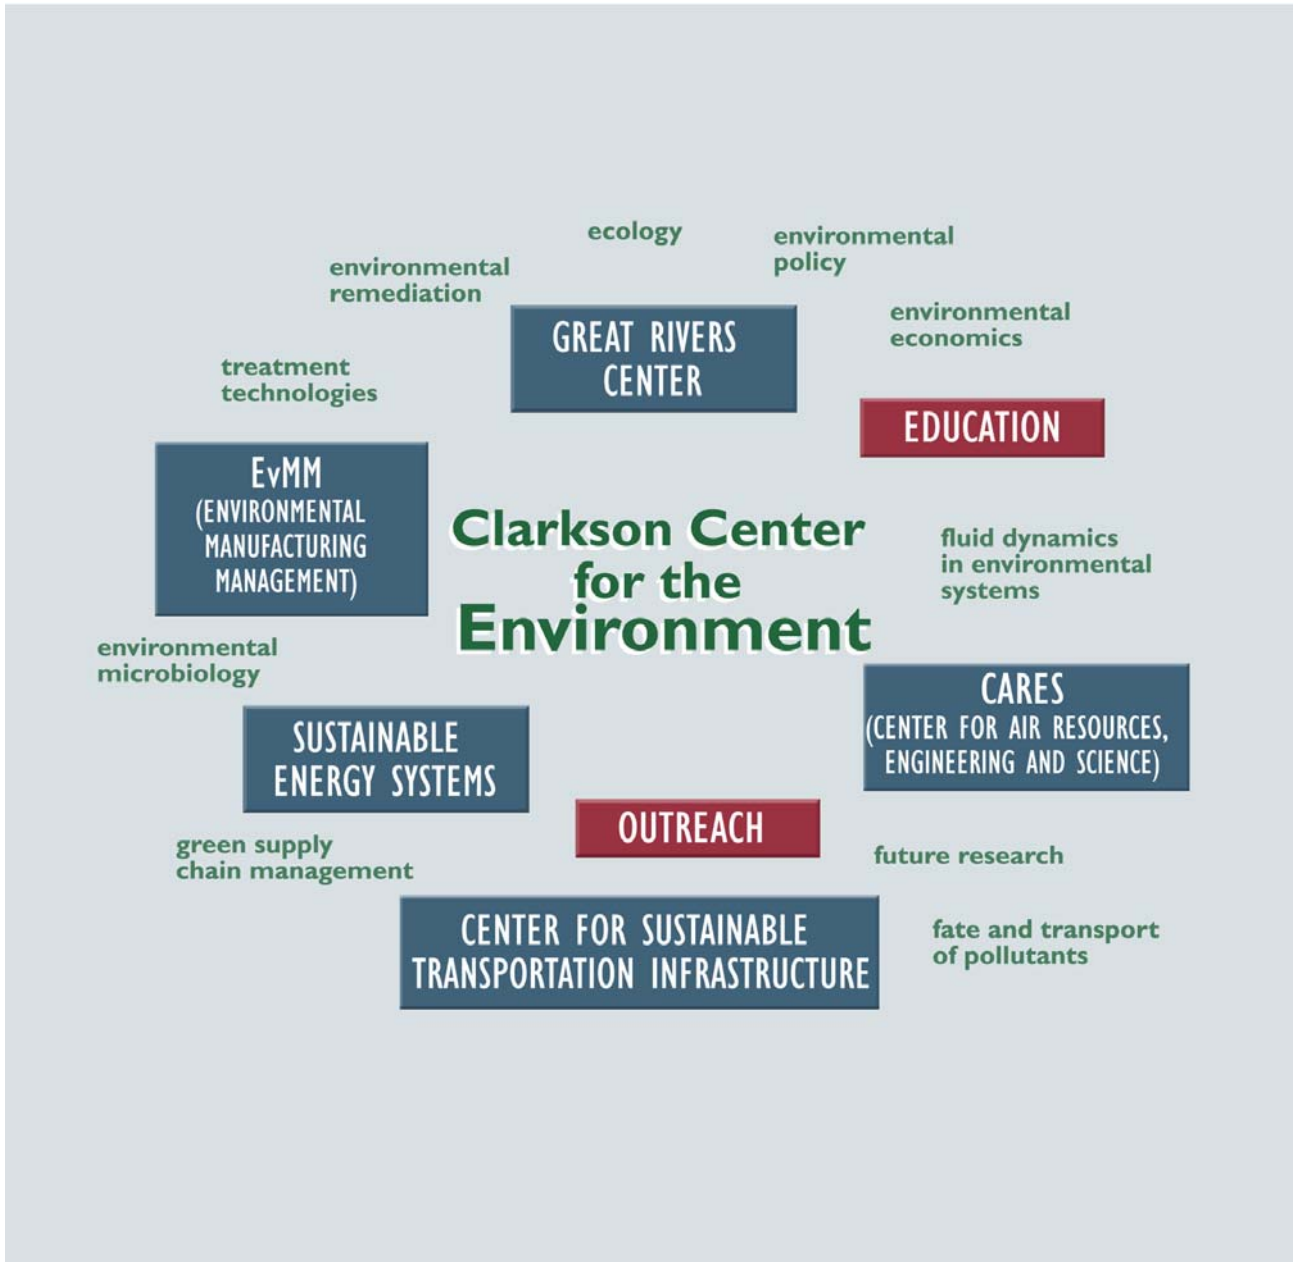 ecology
environmental
policy
environmental
remediation
environmental
economics
GREAT RIVERS
CENTER
treatment
technologies
EDUCATION
EvMM
(ENVIRONMENTAL
MANUFACTURING
MANAGEMENT)
Clarkson Center
for the
Environment
fluid dynamics
in environmental
systems
environmental
microbiology
CARES
(CENTER FOR AIR RESOURCES,
ENGINEERING AND SCIENCE)
SUSTAINABLE
ENERGY SYSTEMS
OUTREACH
green supply
chain management
future research
CENTER FOR SUSTAINABLE
TRANSPORTATION INFRASTRUCTURE
fate and transport
of pollutants